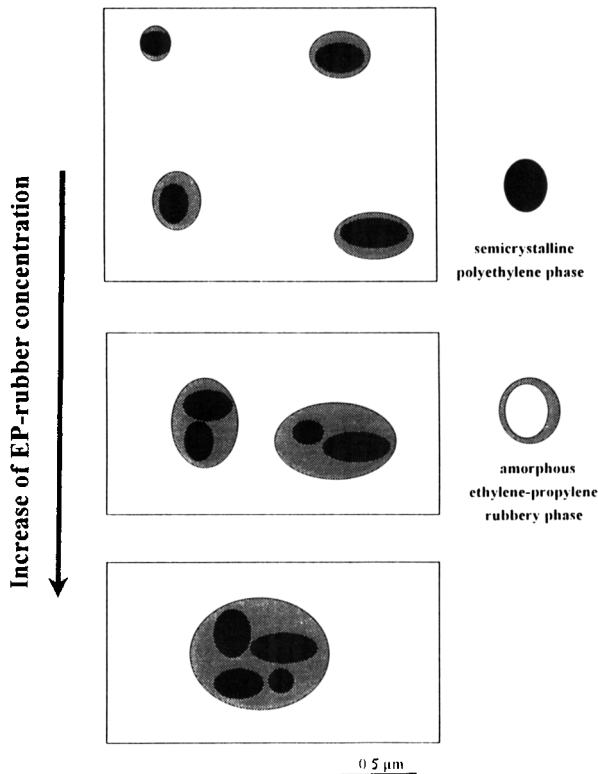 Increase of EP-rubber concentration
semicrystalline
polyethylene phase
amorphous
ethylene-propylene
rubbery phase
0 5 µm